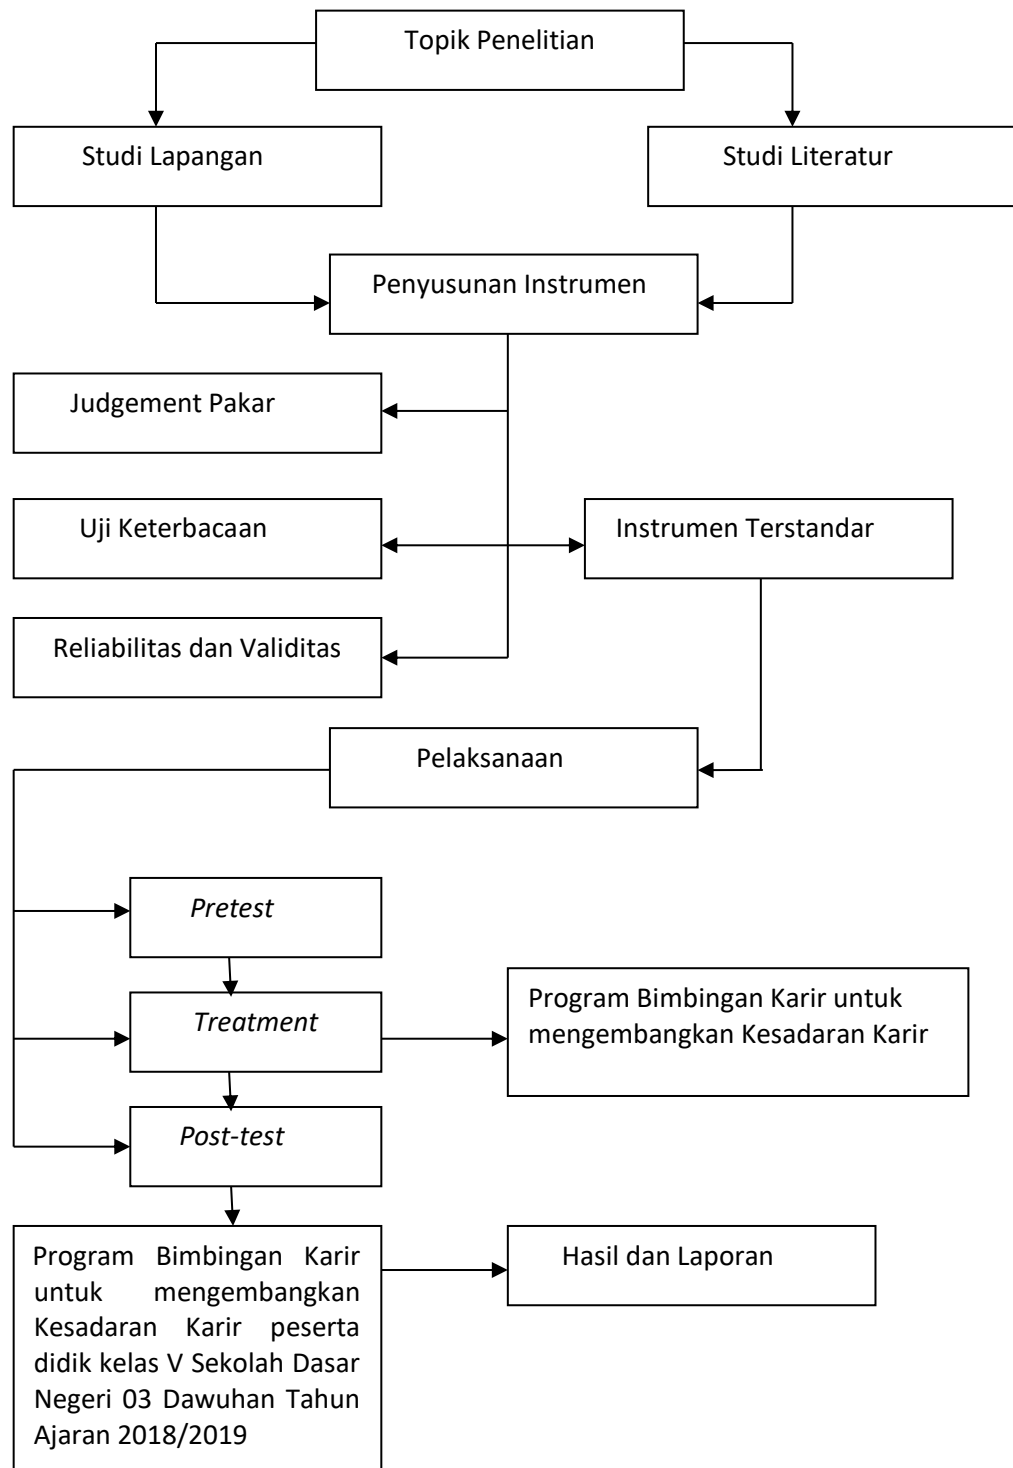 Topik Penelitian
Studi Lapangan
Studi Literatur
Penyusunan Instrumen
Judgement Pakar
Uji Keterbacaan
Instrumen Terstandar
Reliabilitas dan Validitas
Pelaksanaan
Pretest
Treatment
Program Bimbingan Karir untuk
mengembangkan Kesadaran Karir
Post-test
Program Bimbingan Karir
untuk mengembangkan
Kesadaran Karir peserta
didik kelas V Sekolah Dasar
Negeri 03 Dawuhan Tahun
Ajaran 2018/2019
Hasil dan Laporan